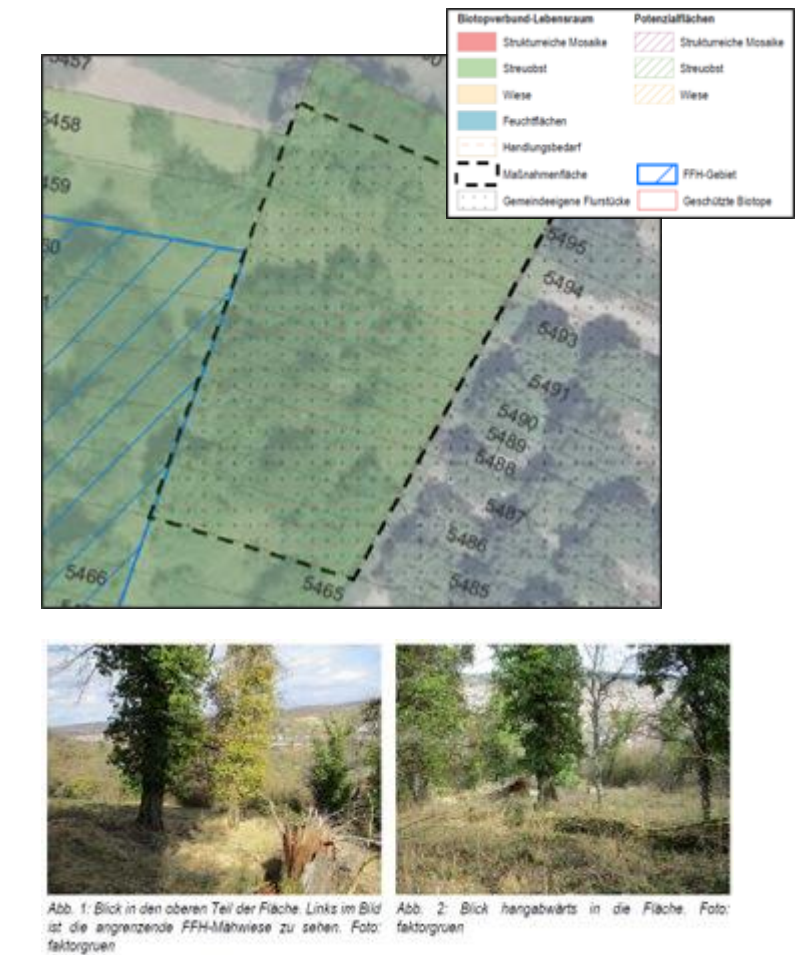 Biotopverbund-Lebensraum
Strukturreiche Mosaike
Streuobst
Wiese
Feuchtflächen
Handlungsbedarf
Maßnahmenfläche
Gemeindeeigene Flurstücke
Potenzialflächen
Strukturreiche Mosaike
Streuobst
Wiese
FFH-Gebiet
Geschützte Biotope
5457
5458
5495
5494
5493
5491
5490
5489
5488
5487
5486
5485
5466
5465
Abb. 1: Blick in den oberen Teil der Fläche. Links im Bild
ist die angrenzende FFH-Mähwiese zu sehen. Foto:
faktorgruen
Abb. 2: Blick hangabwärts in die Fläche. Foto:
faktorgruen